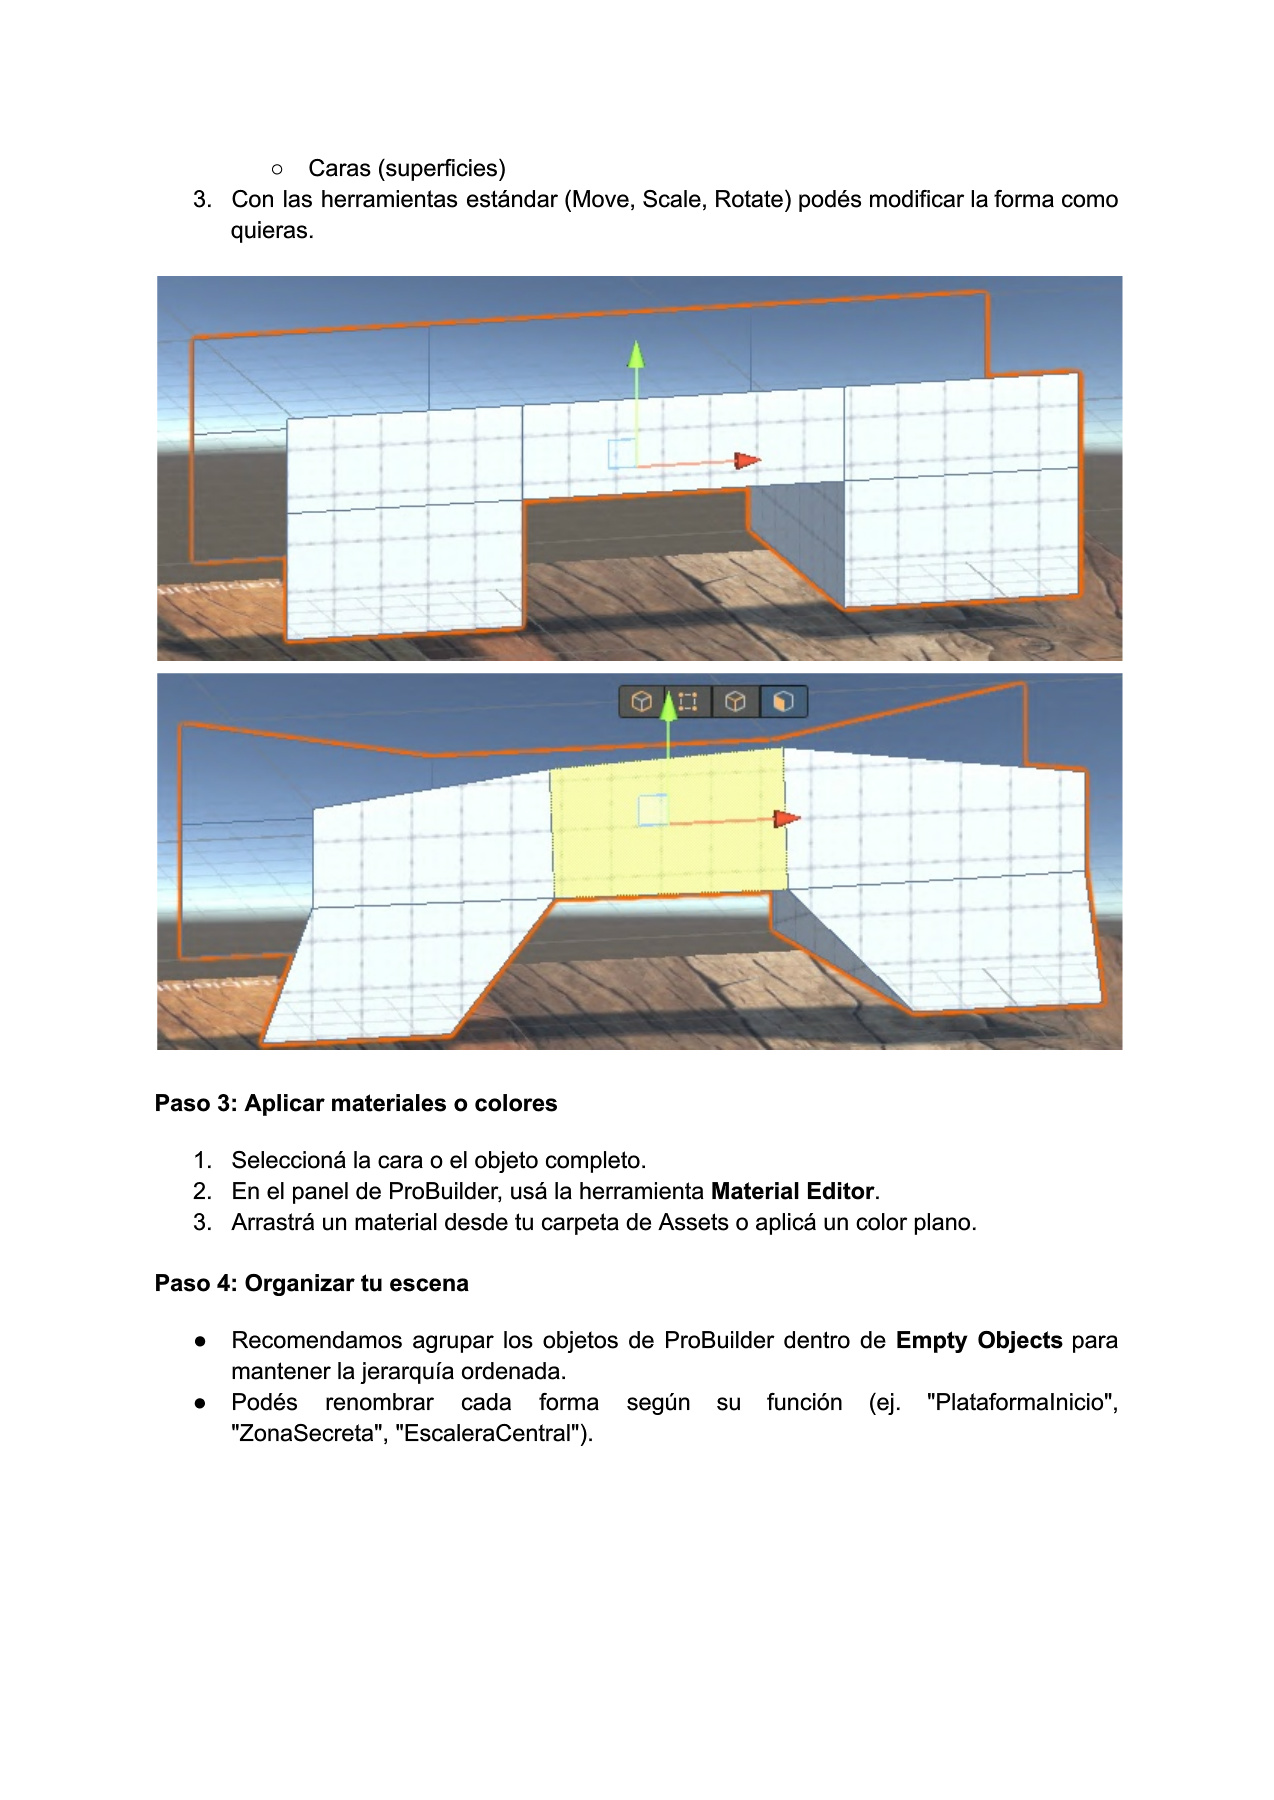 ○ Caras (superficies)
3. Con las herramientas estándar (Move, Scale, Rotate) podés modificar la forma como
quieras.
Paso 3: Aplicar materiales o colores
1. Seleccioná la cara o el objeto completo.
2. En el panel de ProBuilder, usá la herramienta Material Editor.
3. Arrastrá un material desde tu carpeta de Assets o aplicá un color plano.
Paso 4: Organizar tu escena
● Recomendamos agrupar los objetos de ProBuilder dentro de Empty Objects para
mantener la jerarquía ordenada.
● Podés renombrar cada forma según su función (ej. "PlataformaInicio",
"ZonaSecreta", "EscaleraCentral").